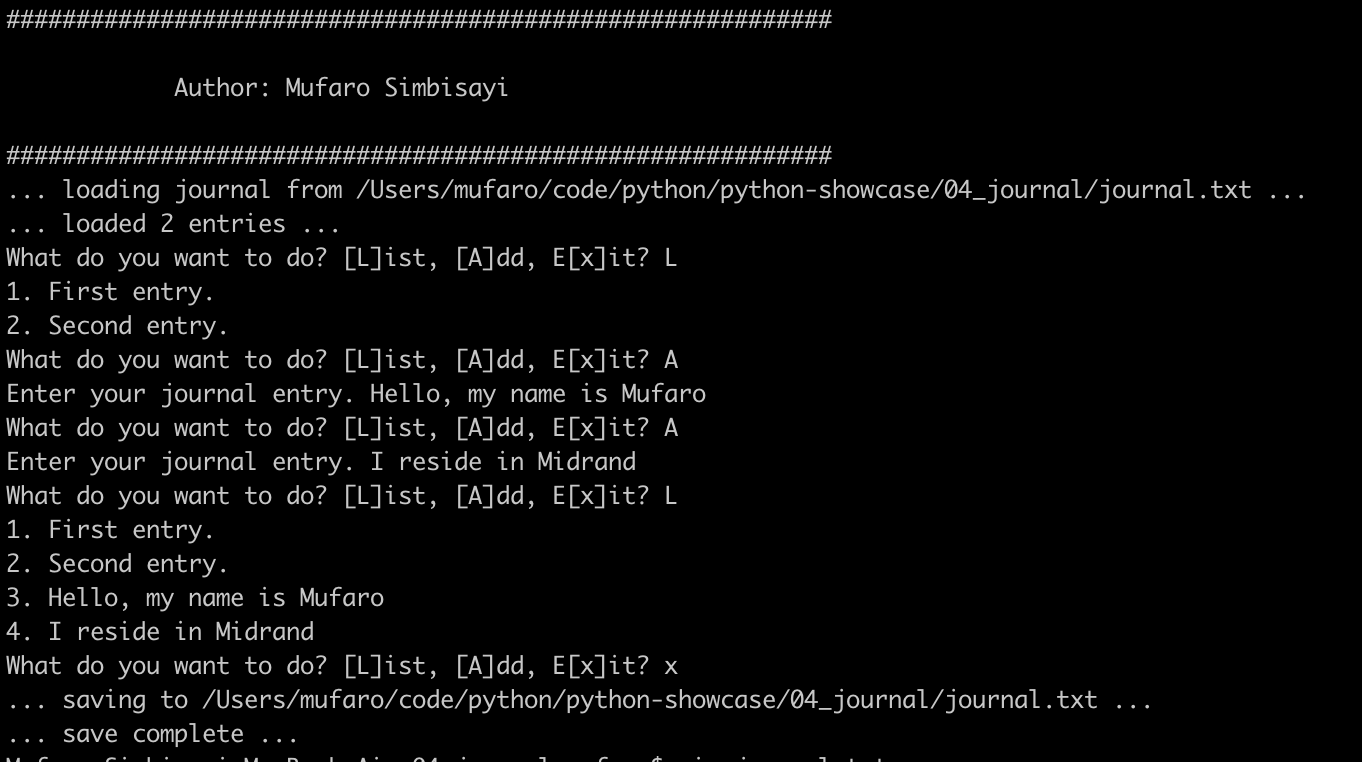 ###########################################################
Author: Mufaro Simbisayi
###########################################################
... loading journal from /Users/mufaro/code/python/python-showcase/04_journal/journal.txt ...
... loaded 2 entries ...
What do you want to do? [L]ist, [A]dd, E[x]it? L
1. First entry.
2. Second entry.
What do you want to do? [L]ist, [A]dd, E[x]it? A
Enter your journal entry. Hello, my name is Mufaro
What do you want to do? [L]ist, [A]dd, E[x]it? A
Enter your journal entry. I reside in Midrand
What do you want to do? [L]ist, [A]dd, E[x]it? L
1. First entry.
2. Second entry.
3. Hello, my name is Mufaro
4. I reside in Midrand
What do you want to do? [L]ist, [A]dd, E[x]it? x
... saving to /Users/mufaro/code/python/python-showcase/04_journal/journal.txt ...
... save complete ...